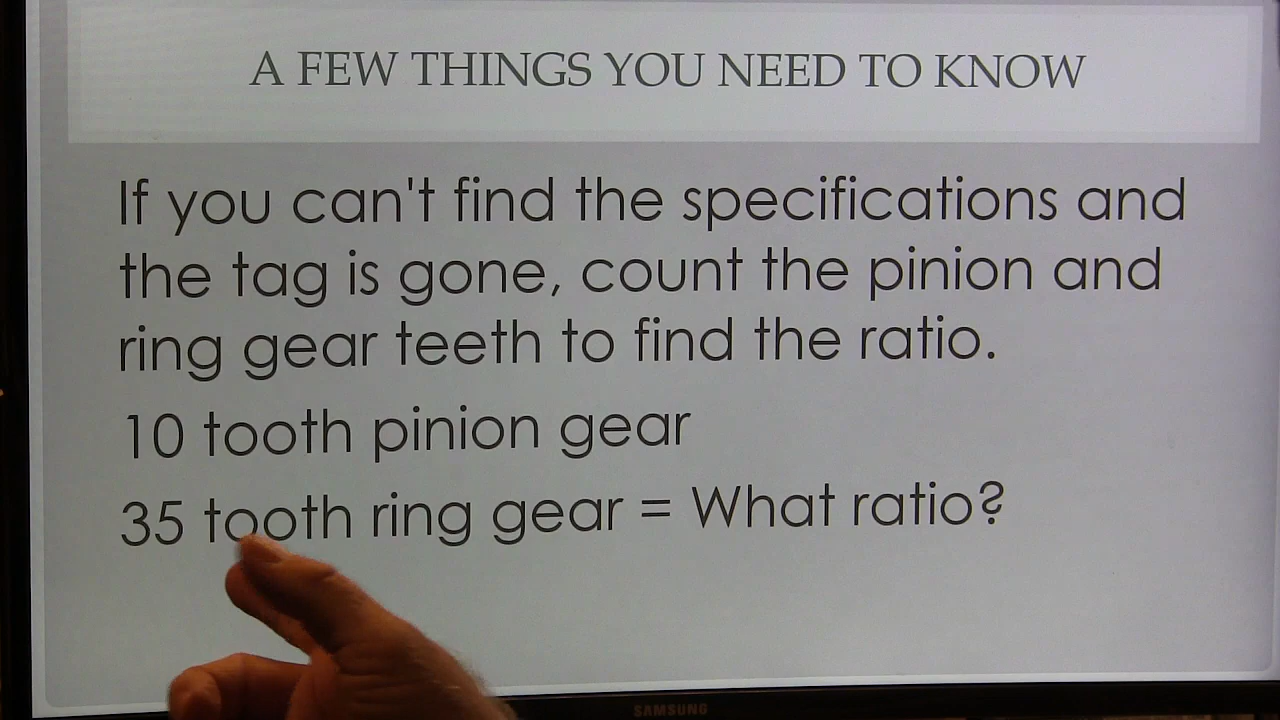 A FEW THINGS YOU NEED TO KNOW
If you can't find the specifications and
the tag is gone, count the pinion and
ring gear teeth to find the ratio.
10 tooth pinion gear
35 tooth ring gear = What ratio?
SAMSUNG